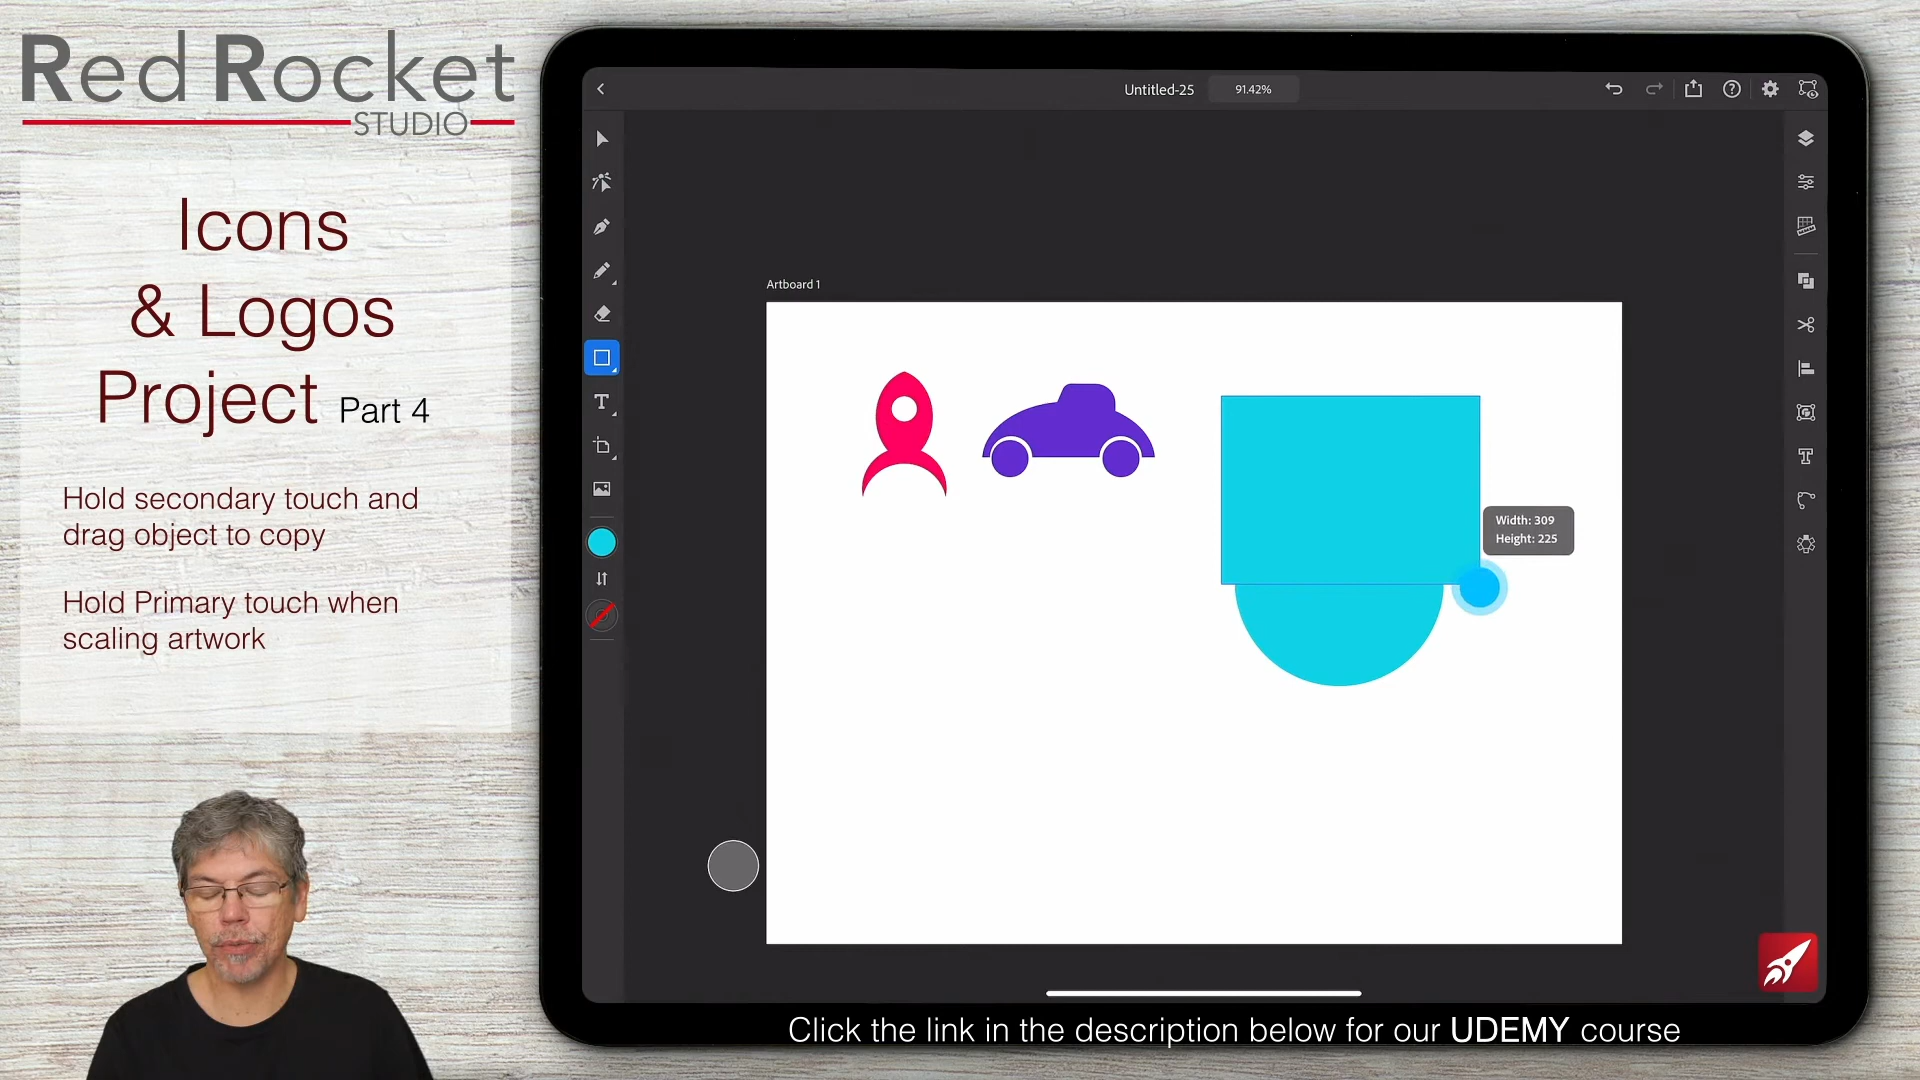 Red Rocket
STUDIO
Icons
& Logos
Project Part 4
Hold secondary touch and
drag object to copy
Hold Primary touch when
scaling artwork
Untitled-25
91.42%
Artboard 1
Width: 309
Height: 225
Click the link in the description below for our UDEMY course